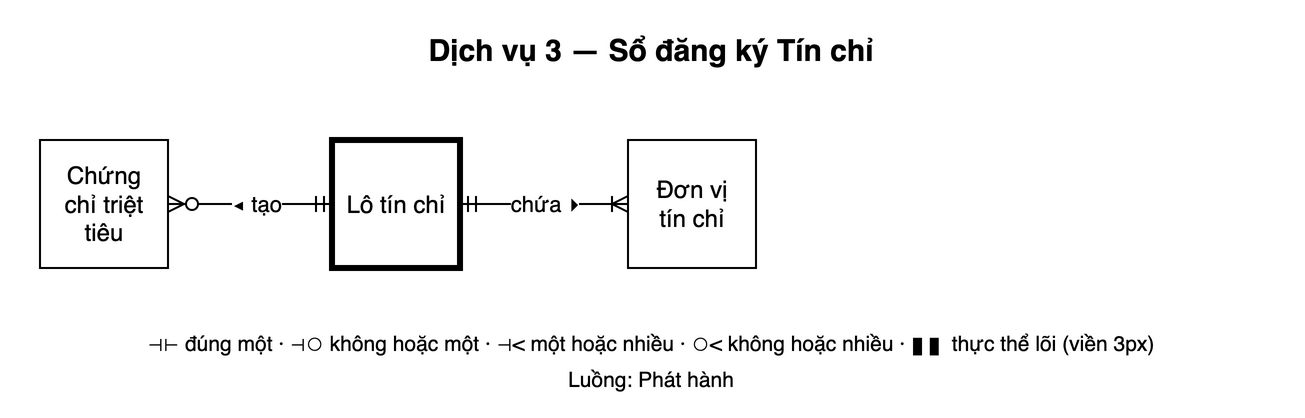 Dịch vụ 3 — Sổ đăng ký Tín chỉ
Chứng
chỉ triệt
tiêu
◂ tạo
Lô tín chỉ
chứa ▸
Đơn vị
tín chỉ
⊣⊢ đúng một · ⊣○ không hoặc một · ⊣< một hoặc nhiều · ○< không hoặc nhiều · ▮▮ thực thể lõi (viền 3px)
Luồng: Phát hành